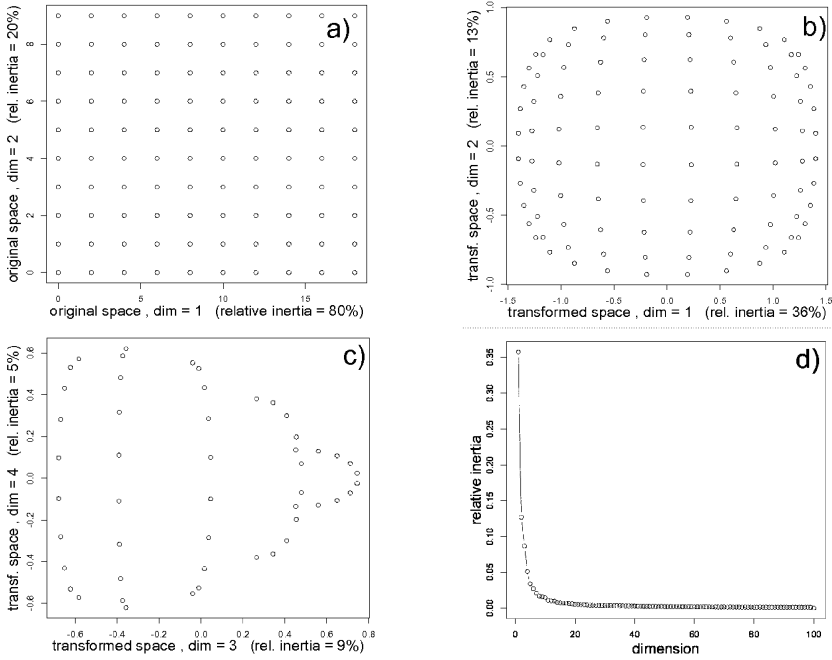 a)
original space , dim = 2 (rel. inertia = 20%)
0 2 4 6 8
0 5 10 15
original space , dim = 1 (relative inertia = 80%)
b)
transf. space , dim = 2 (rel. inertia = 13%)
-1.0 -0.5 0.0 0.5 1.0
-1.5 -1.0 -0.5 0.0 0.5 1.0 1.5
transformed space , dim = 1 (rel. inertia = 36%)
c)
transf. space , dim = 4 (rel. inertia = 5%)
-0.6 -0.4 -0.2 0.0 0.2 0.4 0.6
-0.6 -0.4 -0.2 0.0 0.2 0.4 0.6 0.8
transformed space , dim = 3 (rel. inertia = 9%)
d)
relative inertia
0.00 0.05 0.10 0.15 0.20 0.25 0.30 0.35
0 20 40 60 80 100
dimension